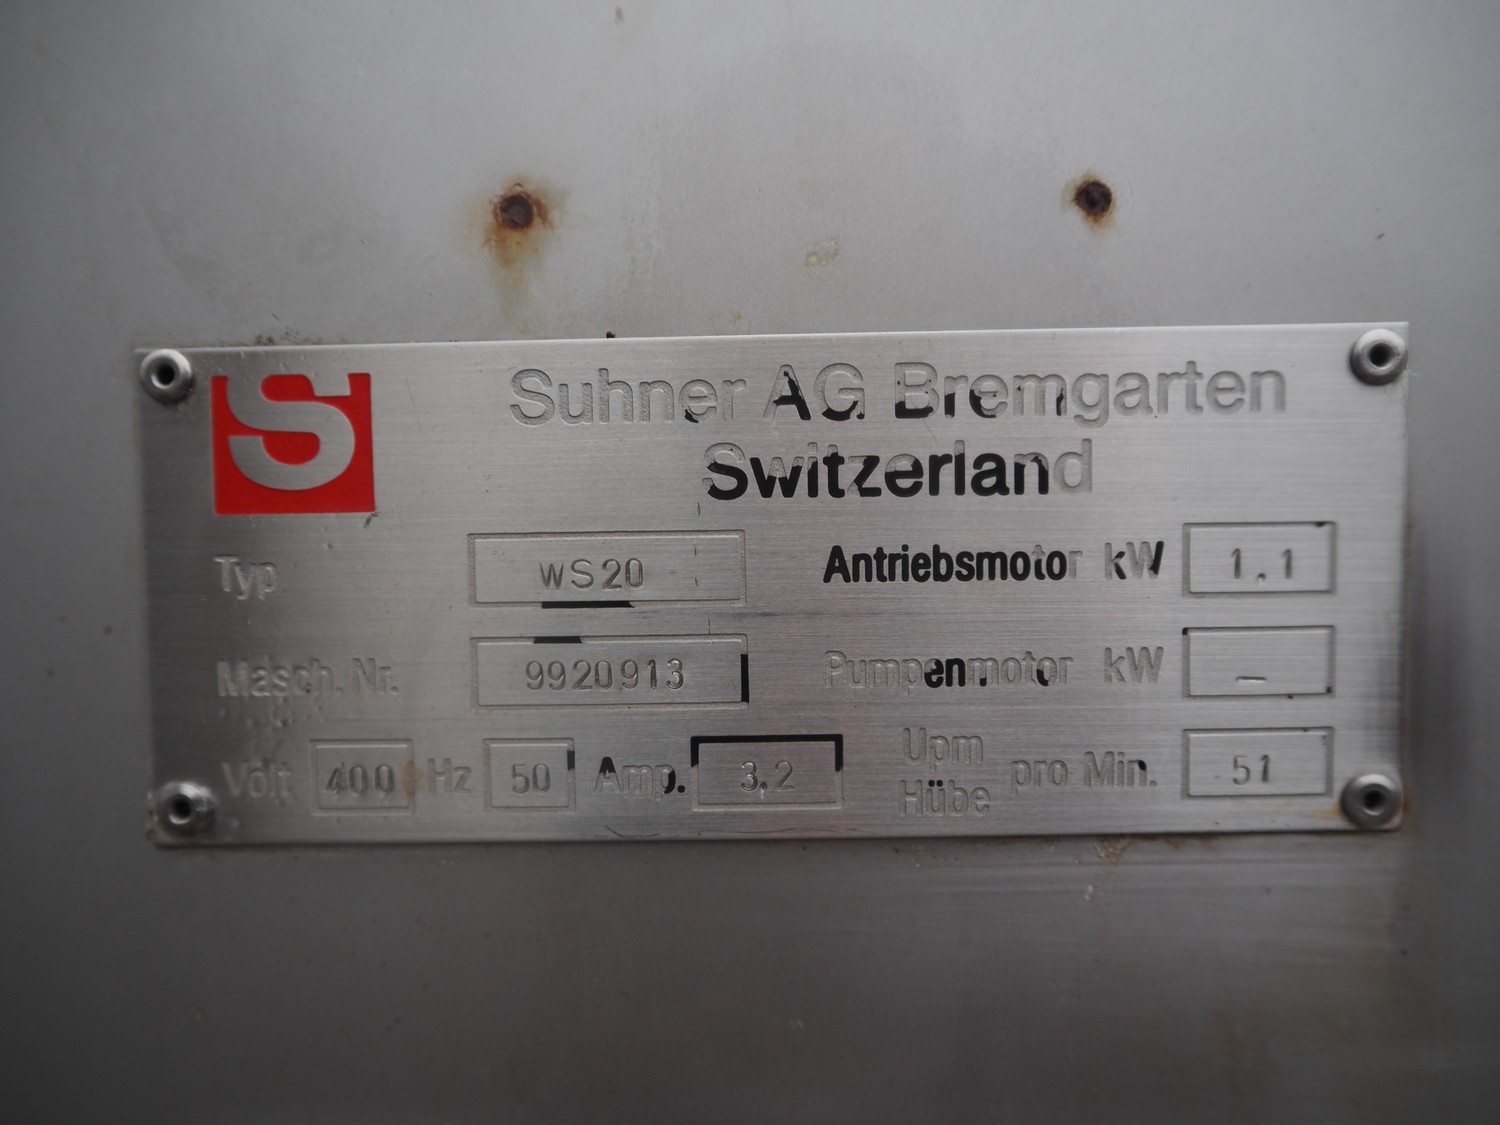 S Suhner AG Bremgarten
Switzerland
Typ WS20 Antriebsmotor kW 1,1
Masch. Nr. 9920913 Pumpenmotor kW –
Volt 400 Hz 50 Amp. 3,2 Upm
Hübe pro Min. 51